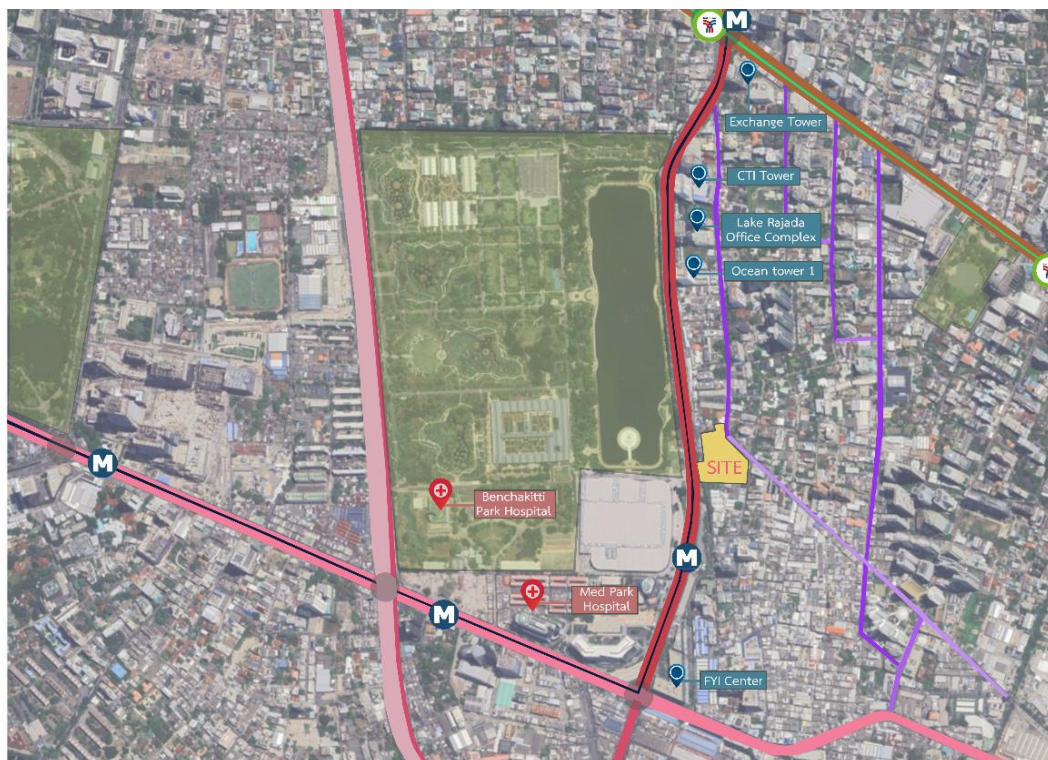 M
Exchange Tower
CTI Tower
Lake Rajada
Office Complex
Ocean tower 1
SITE
M
Benchakitti
Park Hospital
M
M
Med Park
Hospital
FYI Center